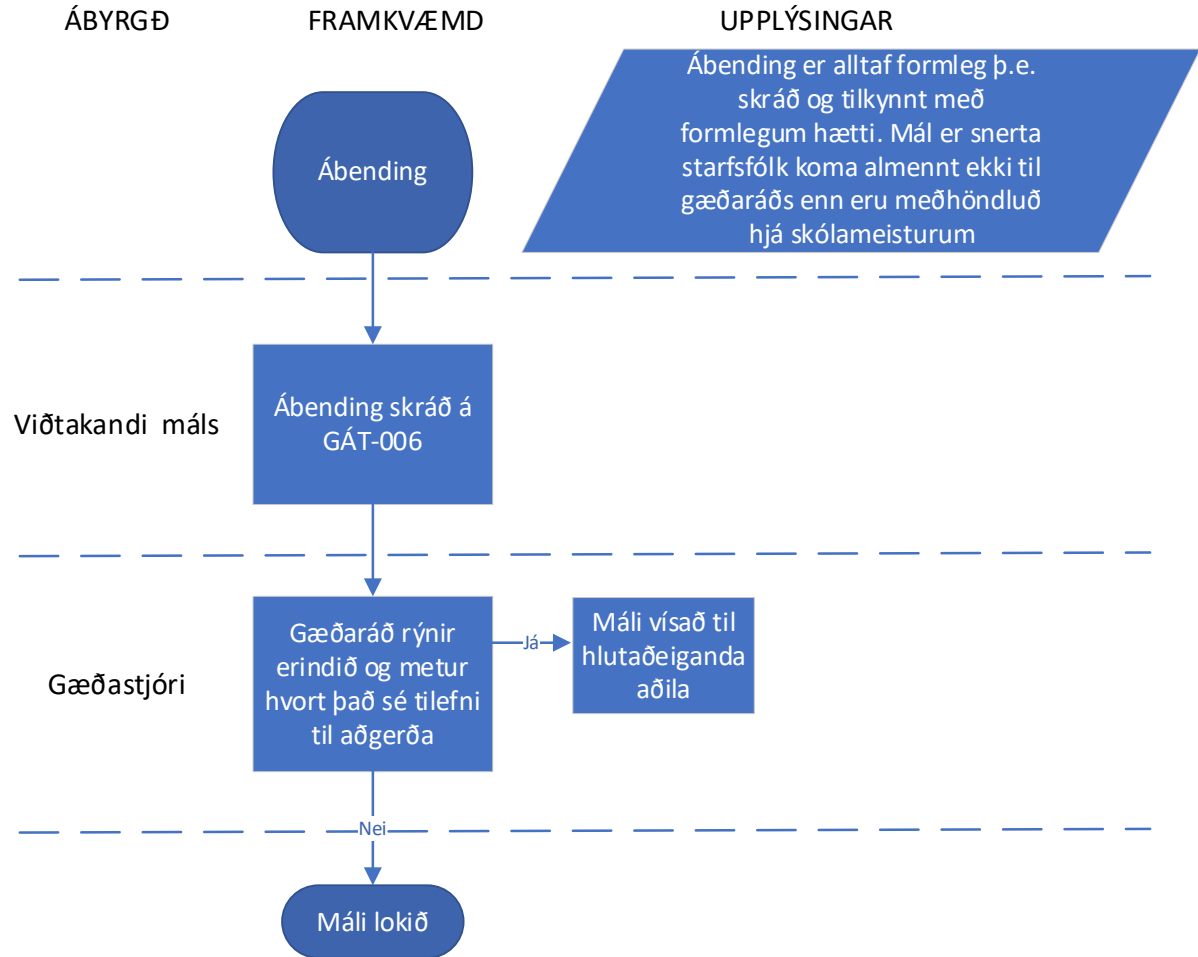 ÁBYRGÐ
FRAMKVÆMD
UPPLÝSINGAR
Ábending
Ábending er alltaf formleg þ.e.
skráð og tilkynnt með
formlegum hætti. Mál er snerta
starfsfólk koma almennt ekki til
gæðaráðs enn eru meðhöndluð
hjá skólameisturum
Viðtakandi máls
Ábending skráð á
GÁT-006
Gæðastjóri
Gæðaráð rýnir
erindið og metur
hvort það sé tilefni
til aðgerða
Já
Máli vísað til
hlutaðeiganda
aðila
Nei
Máli lokið